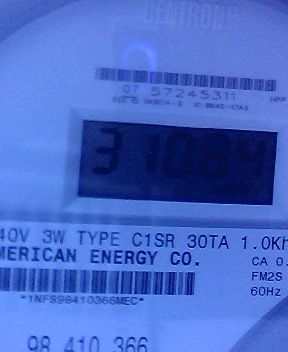 CENTRON®
07 57245311
31084
40V 3W TYPE C1SR 30TA 1.0Kh
MERICAN ENERGY CO.
CA 0.
FM2S
60Hz
*1NFS98410366MEC*
98 410 366